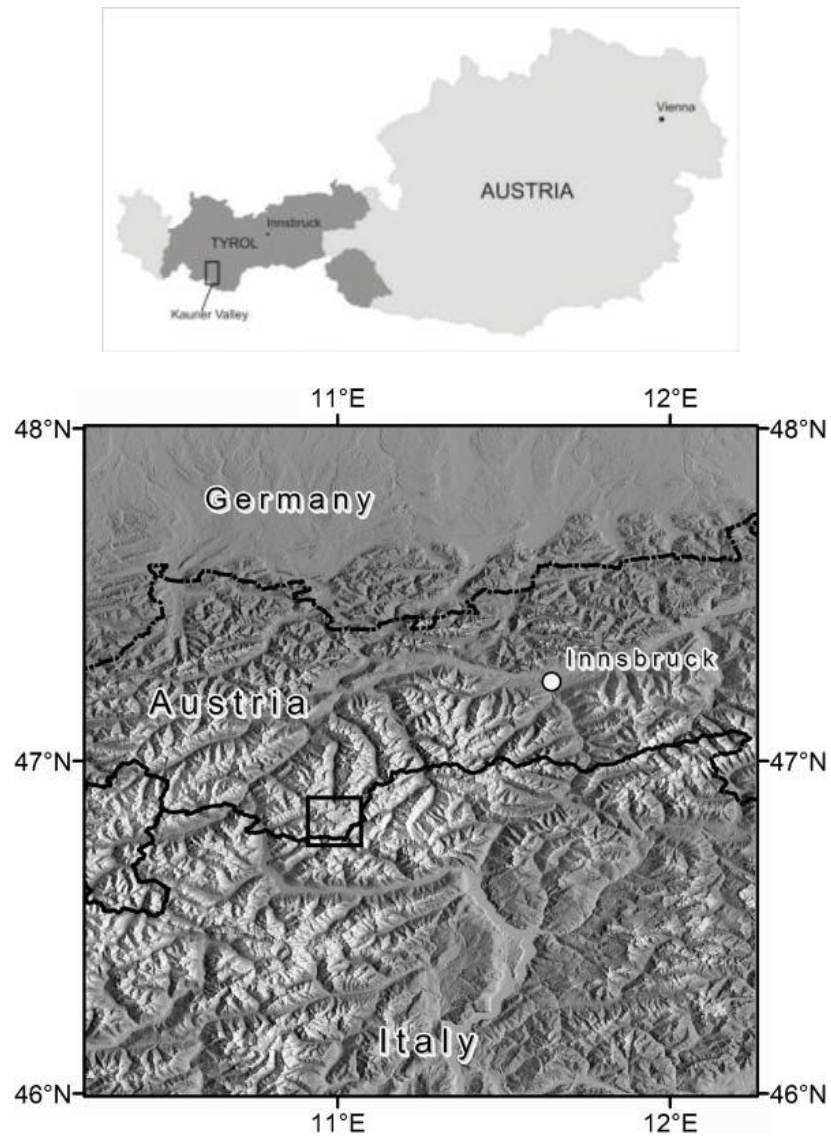 Vienna
AUSTRIA
Innsbruck
TYROL
Kauner Valley
11°E 12°E
48°N 48°N
Germany
Innsbruck
Austria
47°N 47°N
Italy
46°N 46°N
11°E 12°E